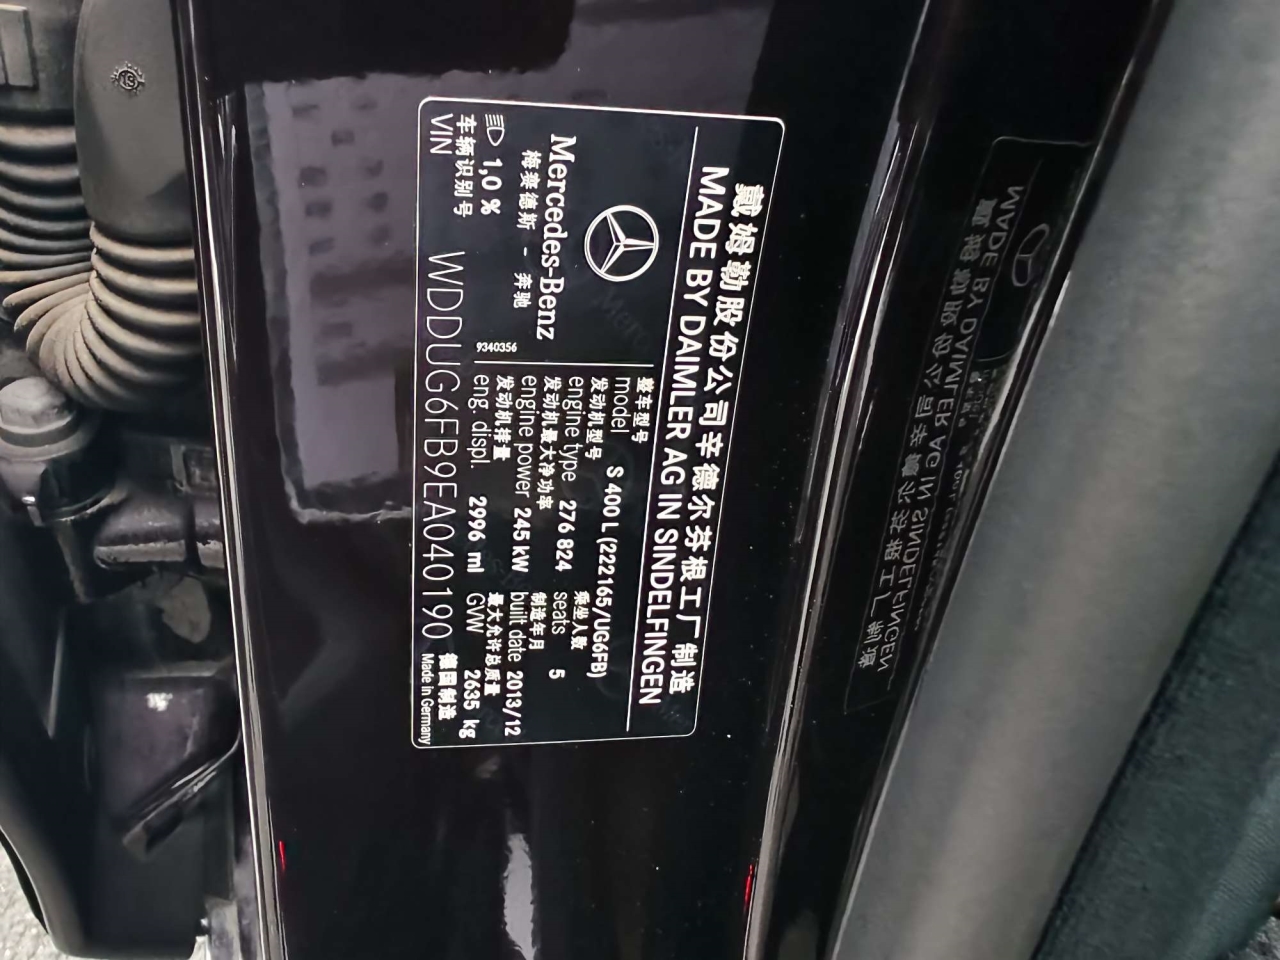 戴姆勒股份公司辛德尔芬根工厂制造
MADE BY DAIMLER AG IN SINDELFINGEN
Mercedes-Benz
梅赛德斯 - 奔驰
1,0 %
9340356
整车型号
model S 400 L (222165/UG6FB)
发动机型号 乘坐人数
engine type 276 824 seats 5
发动机最大净功率 制造年月
engine power 245 kW built date 2013/12
发动机排量 最大允许总质量
eng. displ. 2996 ml GVW 2635 kg
车辆识别号 德国制造
VIN WDDUG6FB9EA040190 Made in Germany